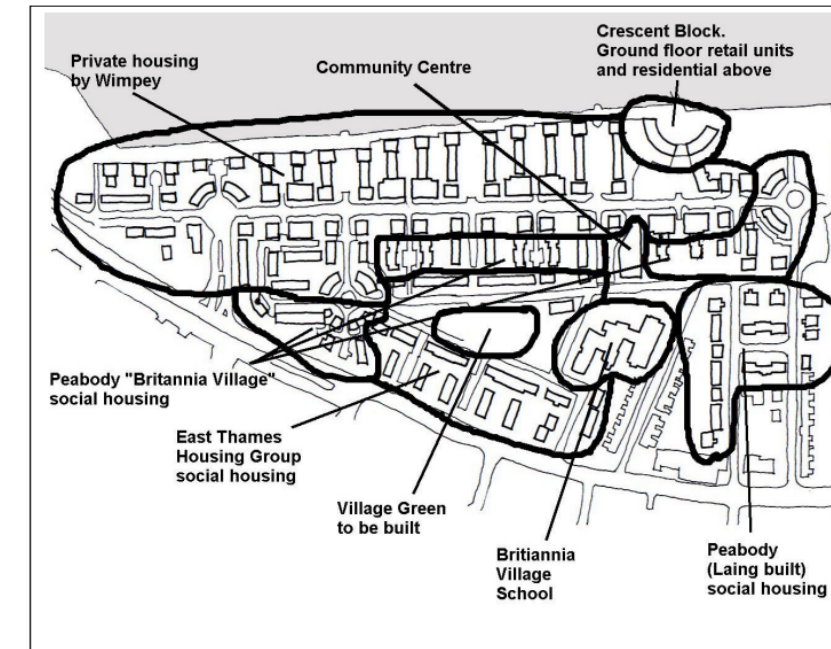 Private housing
by Wimpey
Community Centre
Crescent Block.
Ground floor retail units
and residential above
Peabody "Britannia Village"
social housing
East Thames
Housing Group
social housing
Village Green
to be built
Britiannia
Village
School
Peabody
(Laing built)
social housing